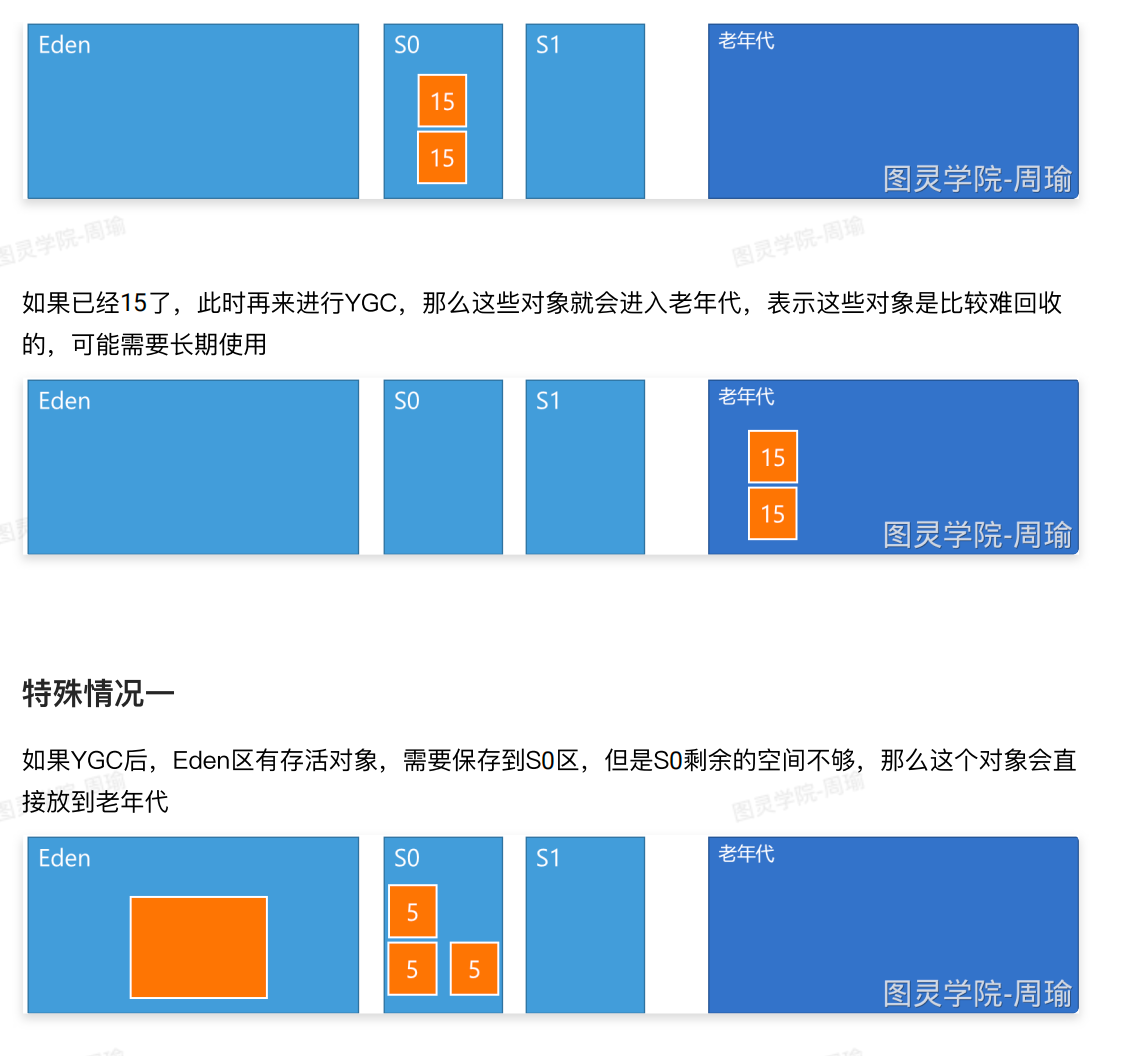 Eden S0 S1 老年代
15
15
图灵学院-周瑜
图灵学院-周瑜 图灵学院-周瑜
如果已经15了，此时再来进行YGC，那么这些对象就会进入老年代，表示这些对象是比较难回收
的，可能需要长期使用
Eden S0 S1 老年代
15
15
图灵学院-周瑜
特殊情况一
如果YGC后，Eden区有存活对象，需要保存到S0区，但是S0剩余的空间不够，那么这个对象会直
接放到老年代
图灵学院-周瑜 图灵学院-周瑜
Eden S0 S1 老年代
5
5 5
图灵学院-周瑜